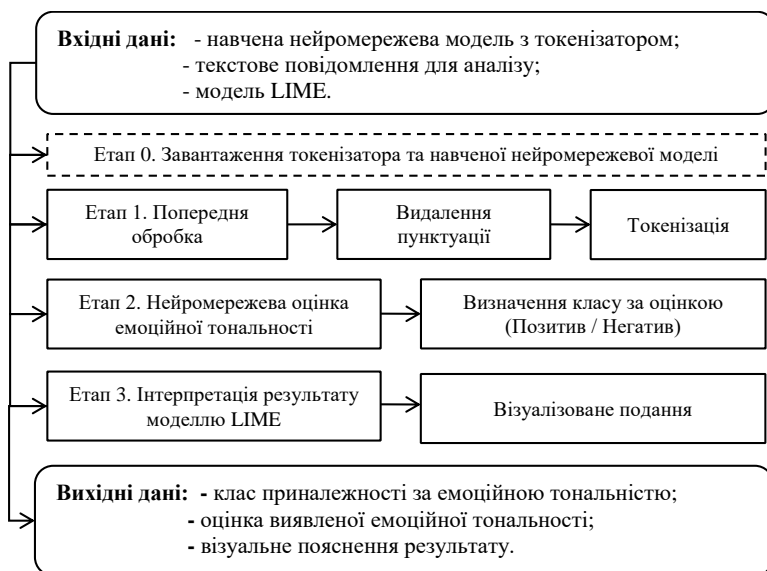 Вхідні дані: - навчена нейромережева модель з токенізатором;
- текстове повідомлення для аналізу;
- модель LIME.
Етап 0. Завантаження токенізатора та навченої нейромережевої моделі
Етап 1. Попередня
обробка
Видалення
пунктуації
Токенізація
Етап 2. Нейромережева оцінка
емоційної тональності
Визначення класу за оцінкою
(Позитив / Негатив)
Етап 3. Інтерпретація результату
моделлю LIME
Візуалізоване подання
Вихідні дані: - клас приналежності за емоційною тональністю;
- оцінка виявленої емоційної тональності;
- візуальне пояснення результату.